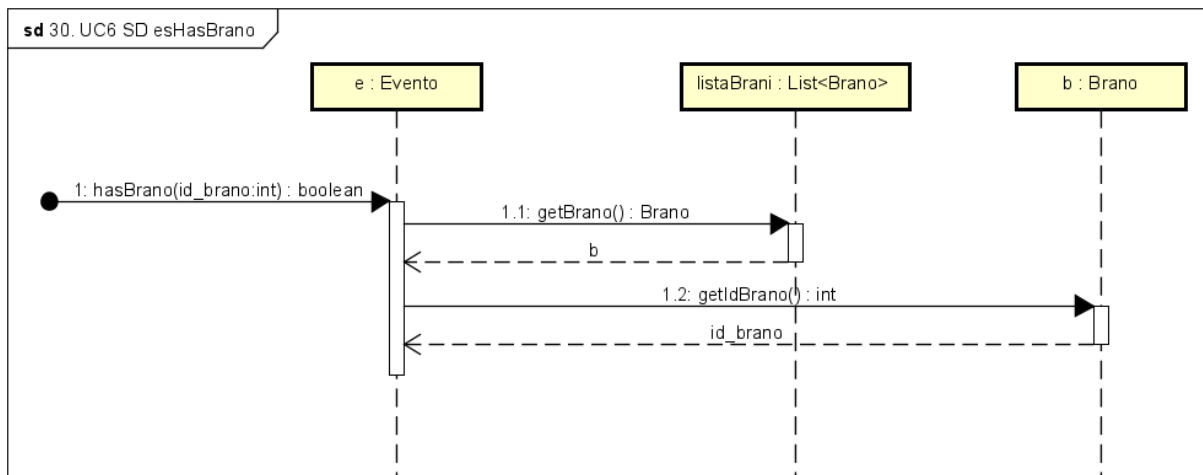 sd 30. UC6 SD esHasBrano
e : Evento
listaBrani : List<Brano>
b : Brano
1: hasBrano(id_brano:int) : boolean
1.1: getBrano() : Brano
b
1.2: getIdBrano() : int
id_brano